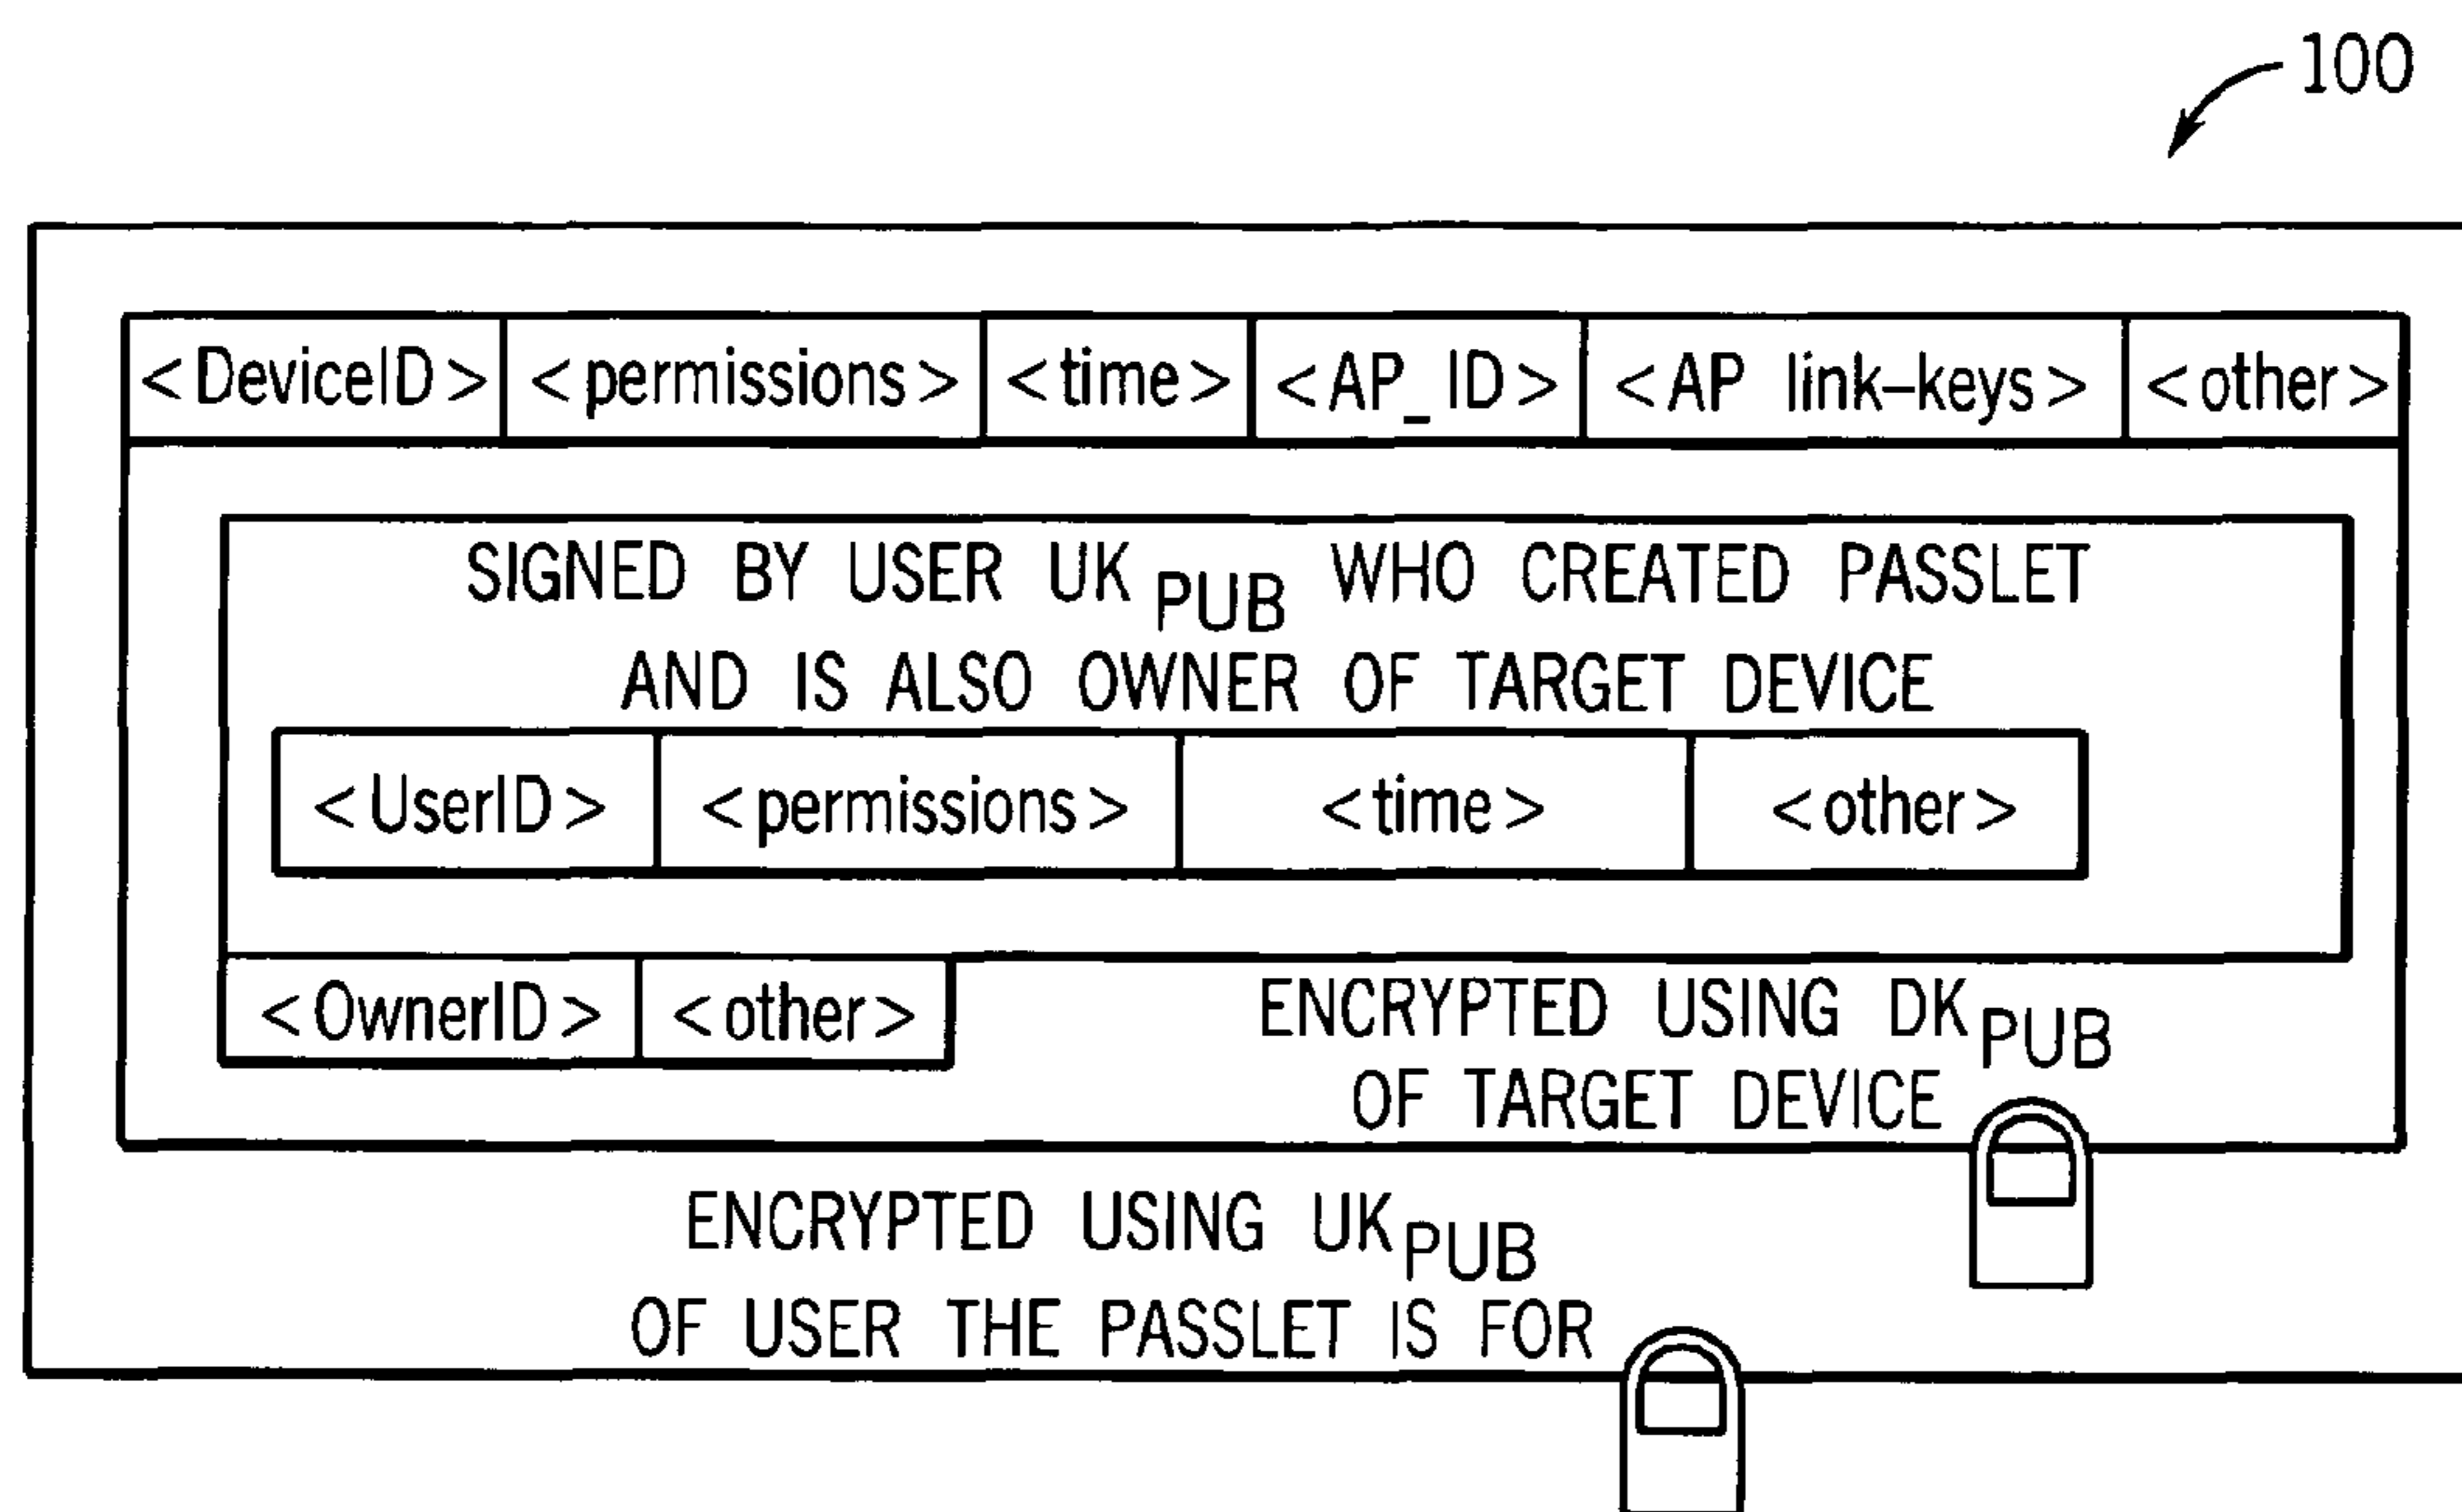 100
<DeviceID> <permissions> <time> <AP_ID> <AP link-keys> <other>
SIGNED BY USER UK PUB WHO CREATED PASSLET
AND IS ALSO OWNER OF TARGET DEVICE
<UserID> <permissions> <time> <other>
<OwnerID> <other>
ENCRYPTED USING DK PUB
OF TARGET DEVICE
ENCRYPTED USING UK PUB
OF USER THE PASSLET IS FOR